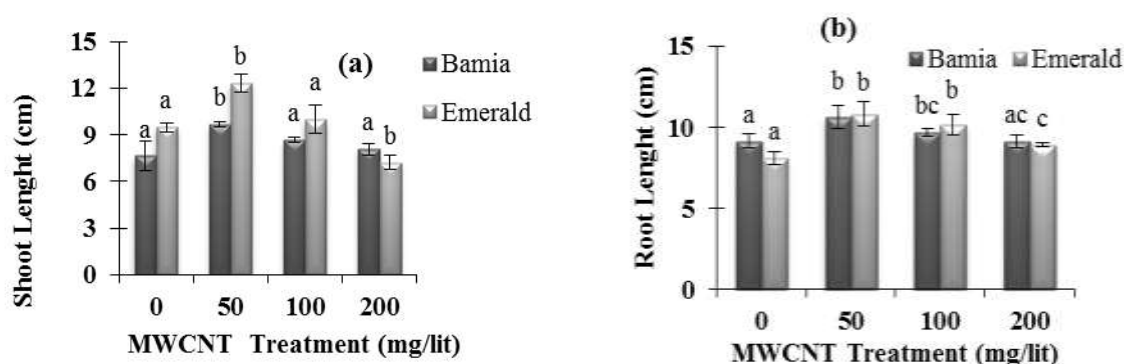 15
12
9
6
3
0
Shoot Lenght (cm)
a
a
b
b
a
a
a
b
(a)
Bamia
Emerald
0 50 100 200
MWCNT Treatment (mg/lit)
(b)
15
10
5
0
Root Lenght (cm)
Bamia Emerald
a
a
b
b
bc
b
ac
c
0 50 100 200
MWCNT Treatment (mg/lit)